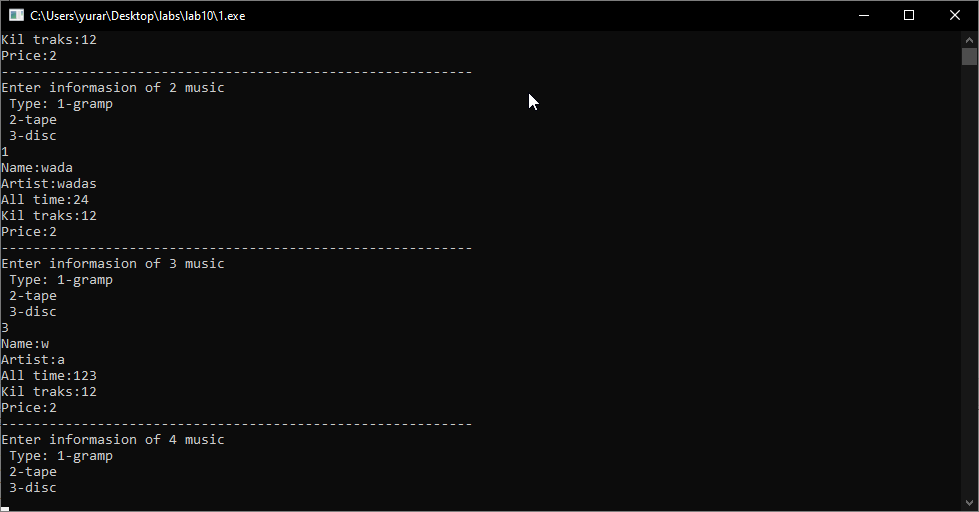 C:\Users\yurar\Desktop\labs\lab10\1.exe
Kil traks:12
Price:2
-----------------------------------------------------------
Enter informasion of 2 music
 Type: 1-gramp
 2-tape
 3-disc
1
Name:wada
Artist:wadas
All time:24
Kil traks:12
Price:2
-----------------------------------------------------------
Enter informasion of 3 music
 Type: 1-gramp
 2-tape
 3-disc
3
Name:w
Artist:a
All time:123
Kil traks:12
Price:2
-----------------------------------------------------------
Enter informasion of 4 music
 Type: 1-gramp
 2-tape
 3-disc